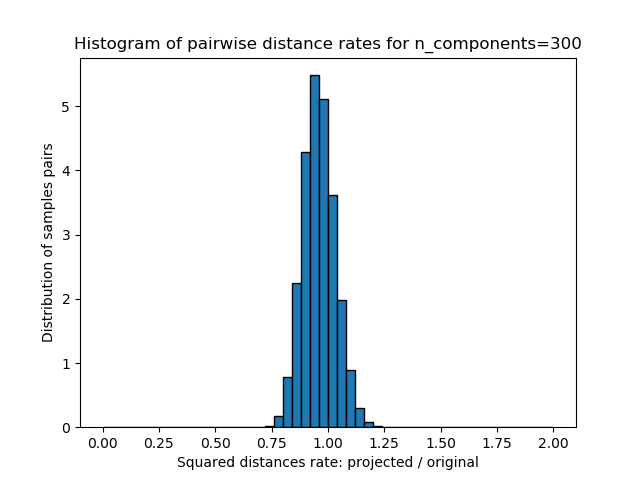 Histogram of pairwise distance rates for n_components=300
Distribution of samples pairs
5
4
3
2
1
0
0.00 0.25 0.50 0.75 1.00 1.25 1.50 1.75 2.00
Squared distances rate: projected / original